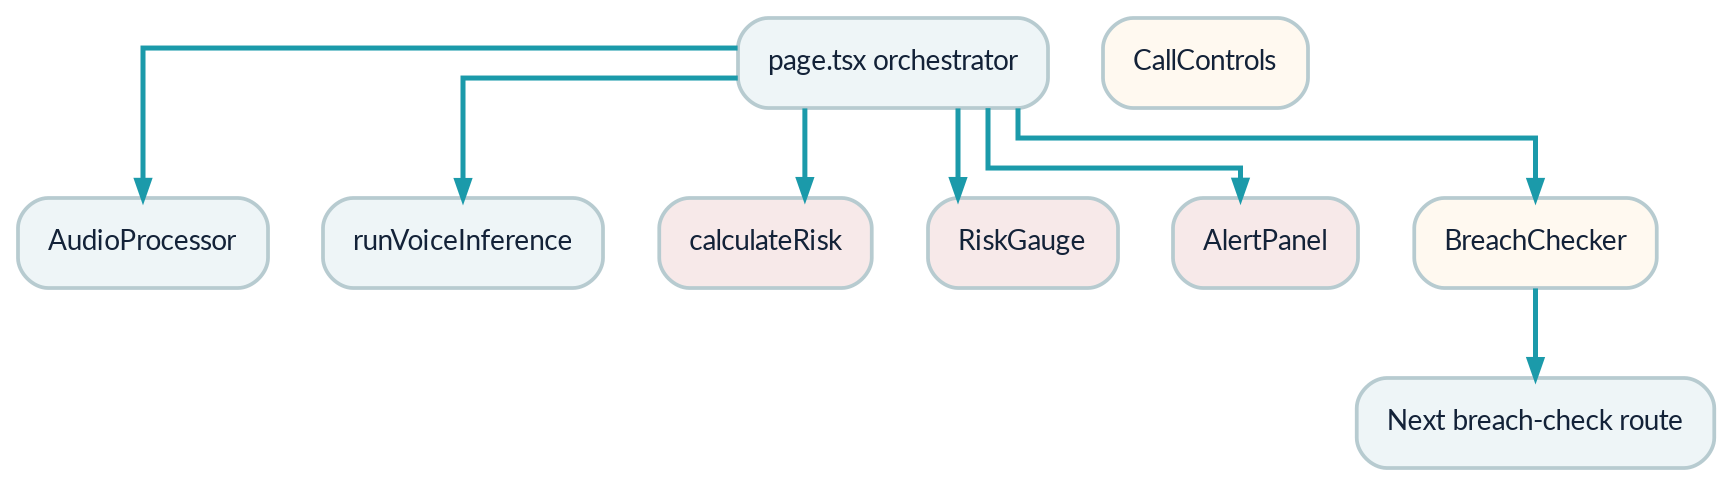 page.tsx orchestrator
CallControls
AudioProcessor
runVoiceInference
calculateRisk
RiskGauge
AlertPanel
BreachChecker
Next breach-check route